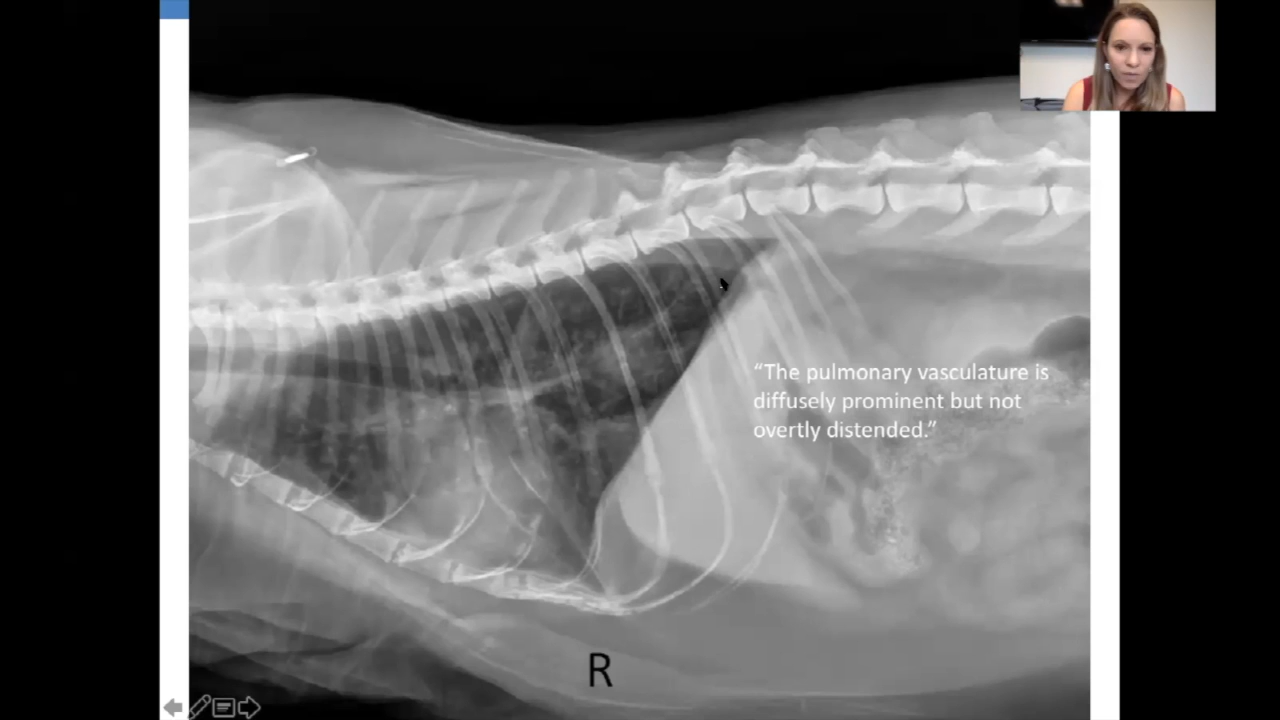 “The pulmonary vasculature is
diffusely prominent but not
overtly distended.”
R